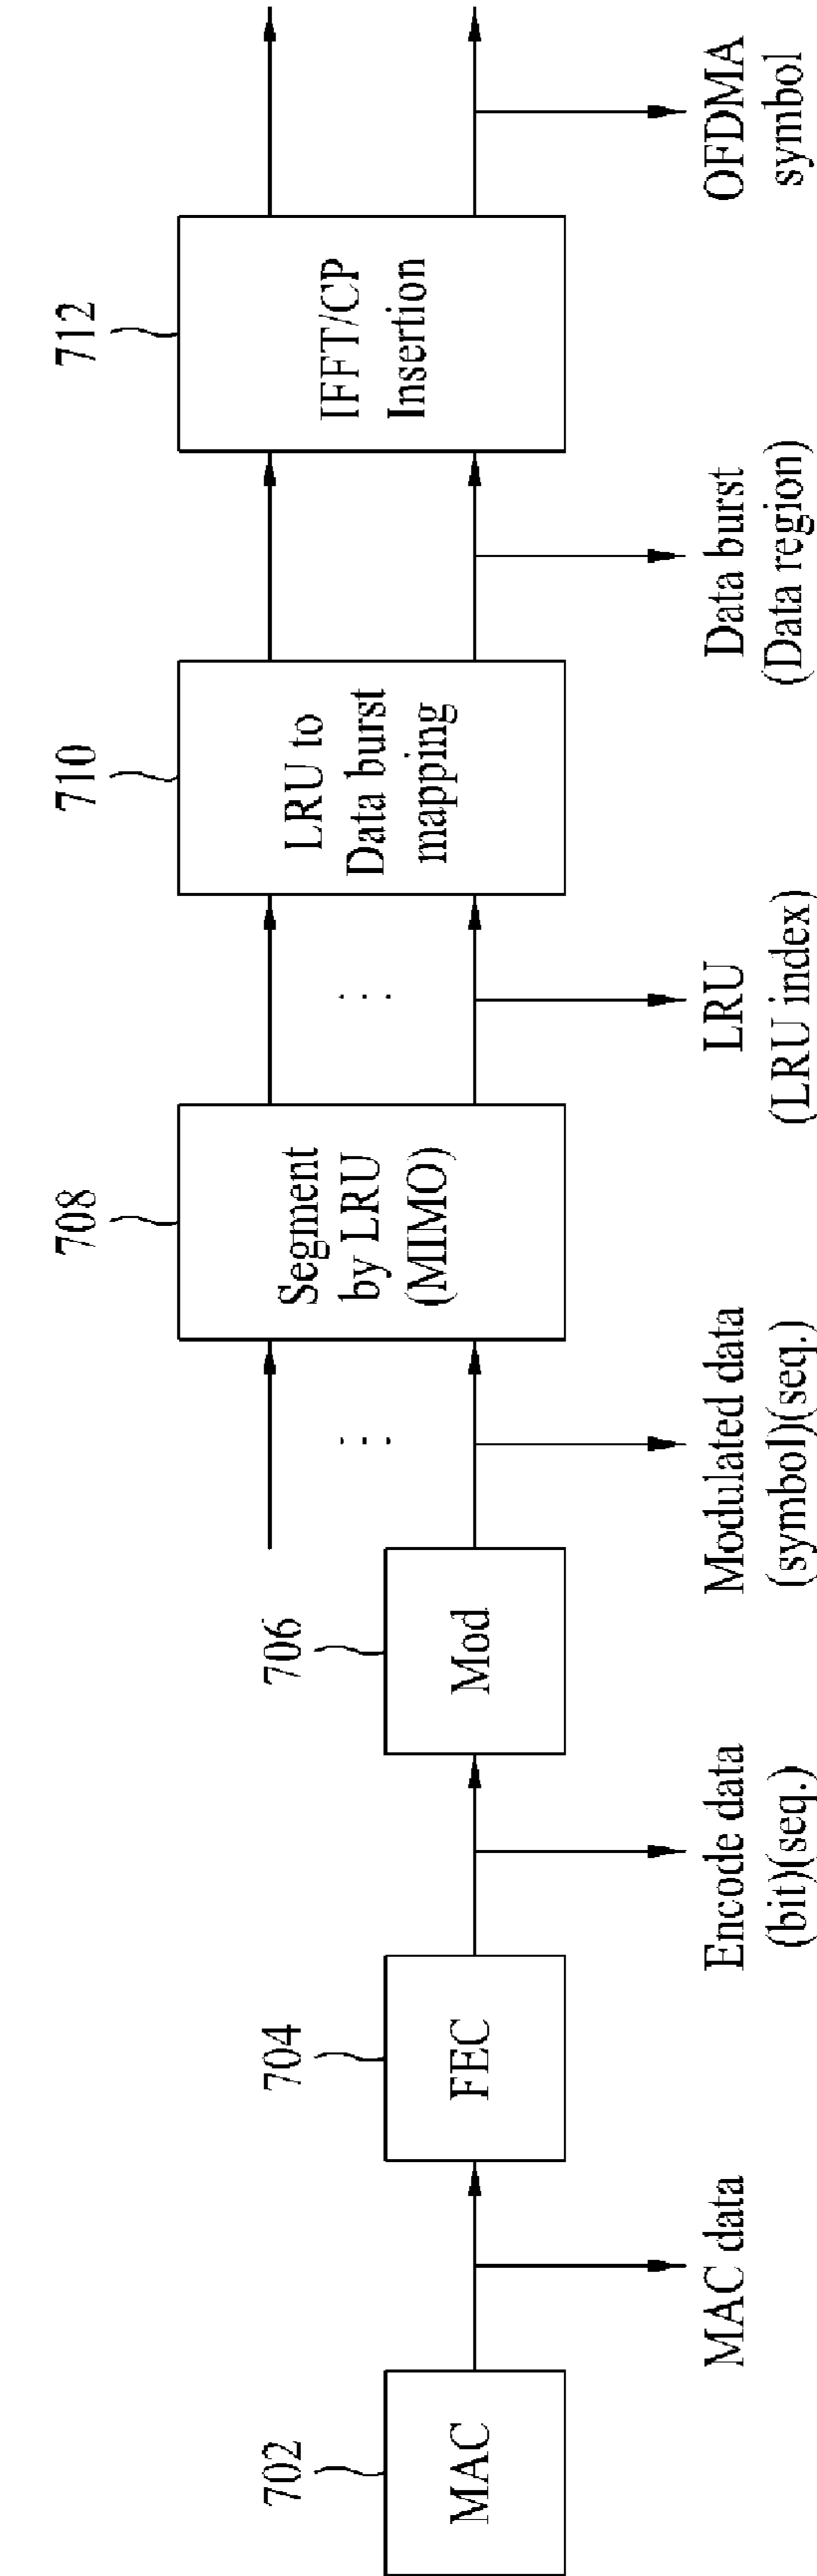 702
704
706
708
710
712
MAC
FEC
Mod
Segment
by LRU
(MIMO)
LRU to
Data burst
mapping
IFFT/CP
Insertion
MAC data
Encode data
(bit)(seq.)
Modulated data
(symbol)(seq.)
LRU
(LRU index)
Data burst
(Data region)
OFDMA
symbol